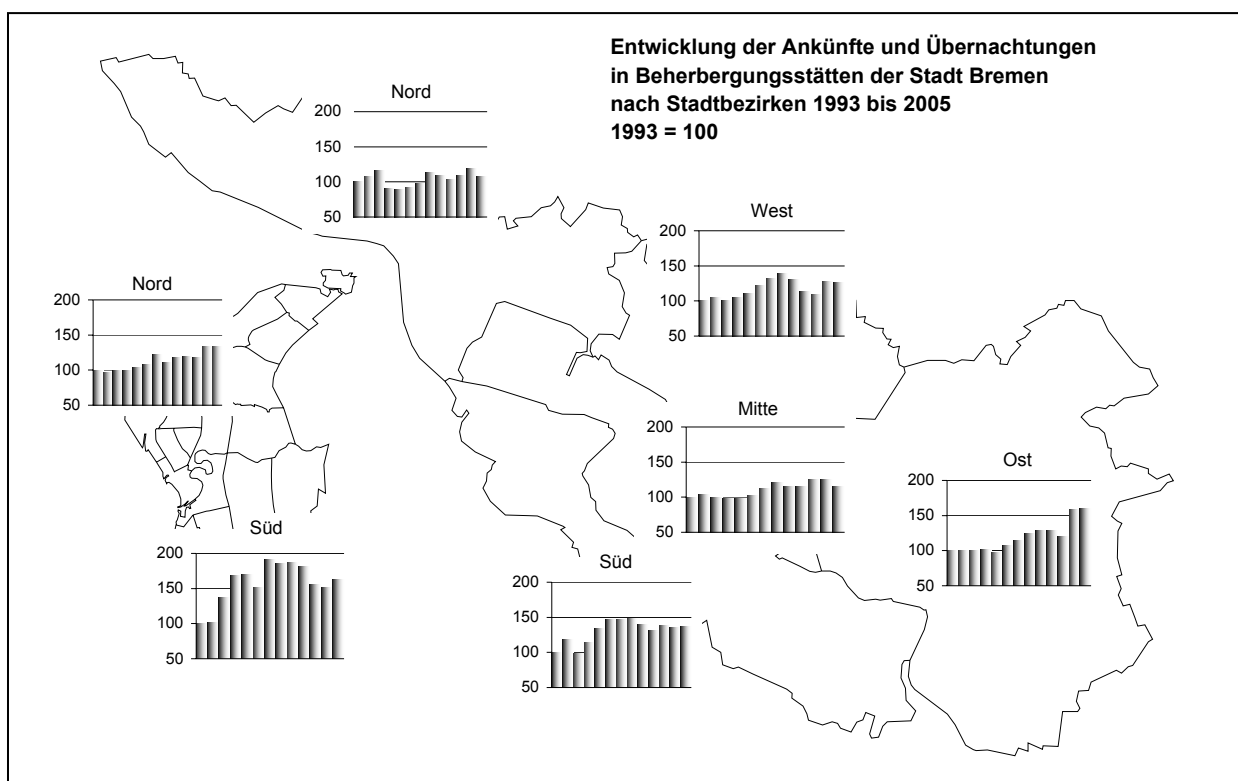 Entwicklung der Ankünfte und Übernachtungen
in Beherbergungsstätten der Stadt Bremen
nach Stadtbezirken 1993 bis 2005
1993 = 100
Nord
200
150
100
50
West
200
150
100
50
Nord
200
150
100
50
Mitte
200
150
100
50
Ost
200
150
100
50
Süd
200
150
100
50
Süd
200
150
100
50